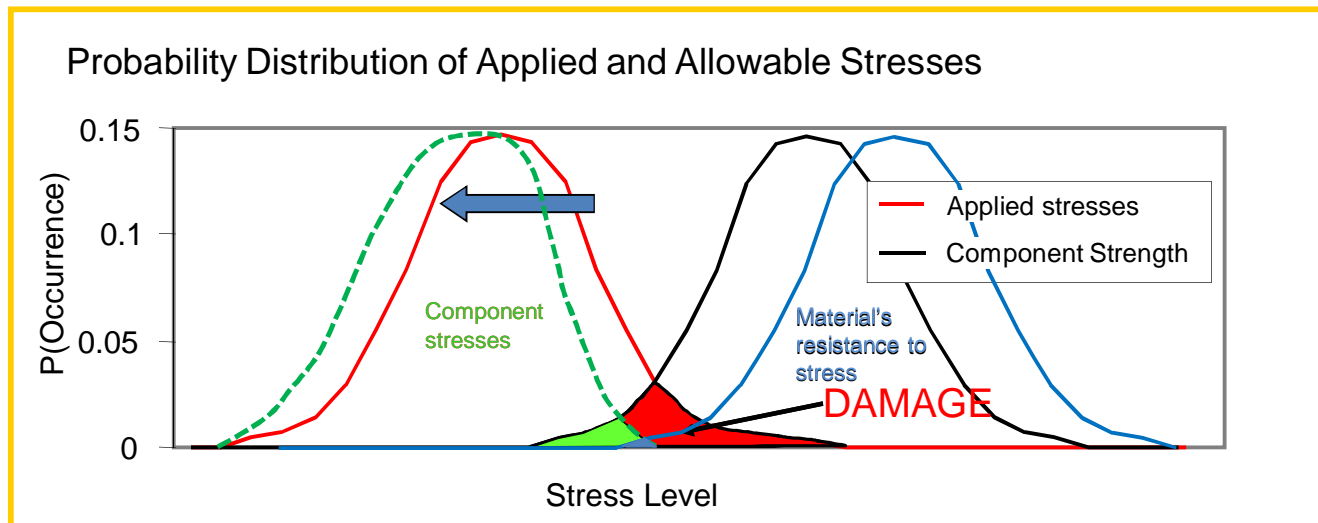 Probability Distribution of Applied and Allowable Stresses
0.15
0.1
0.05
0
P(Occurrence)
Applied stresses
Component Strength
Component
stresses
Material's
resistance to
stress
DAMAGE
Stress Level